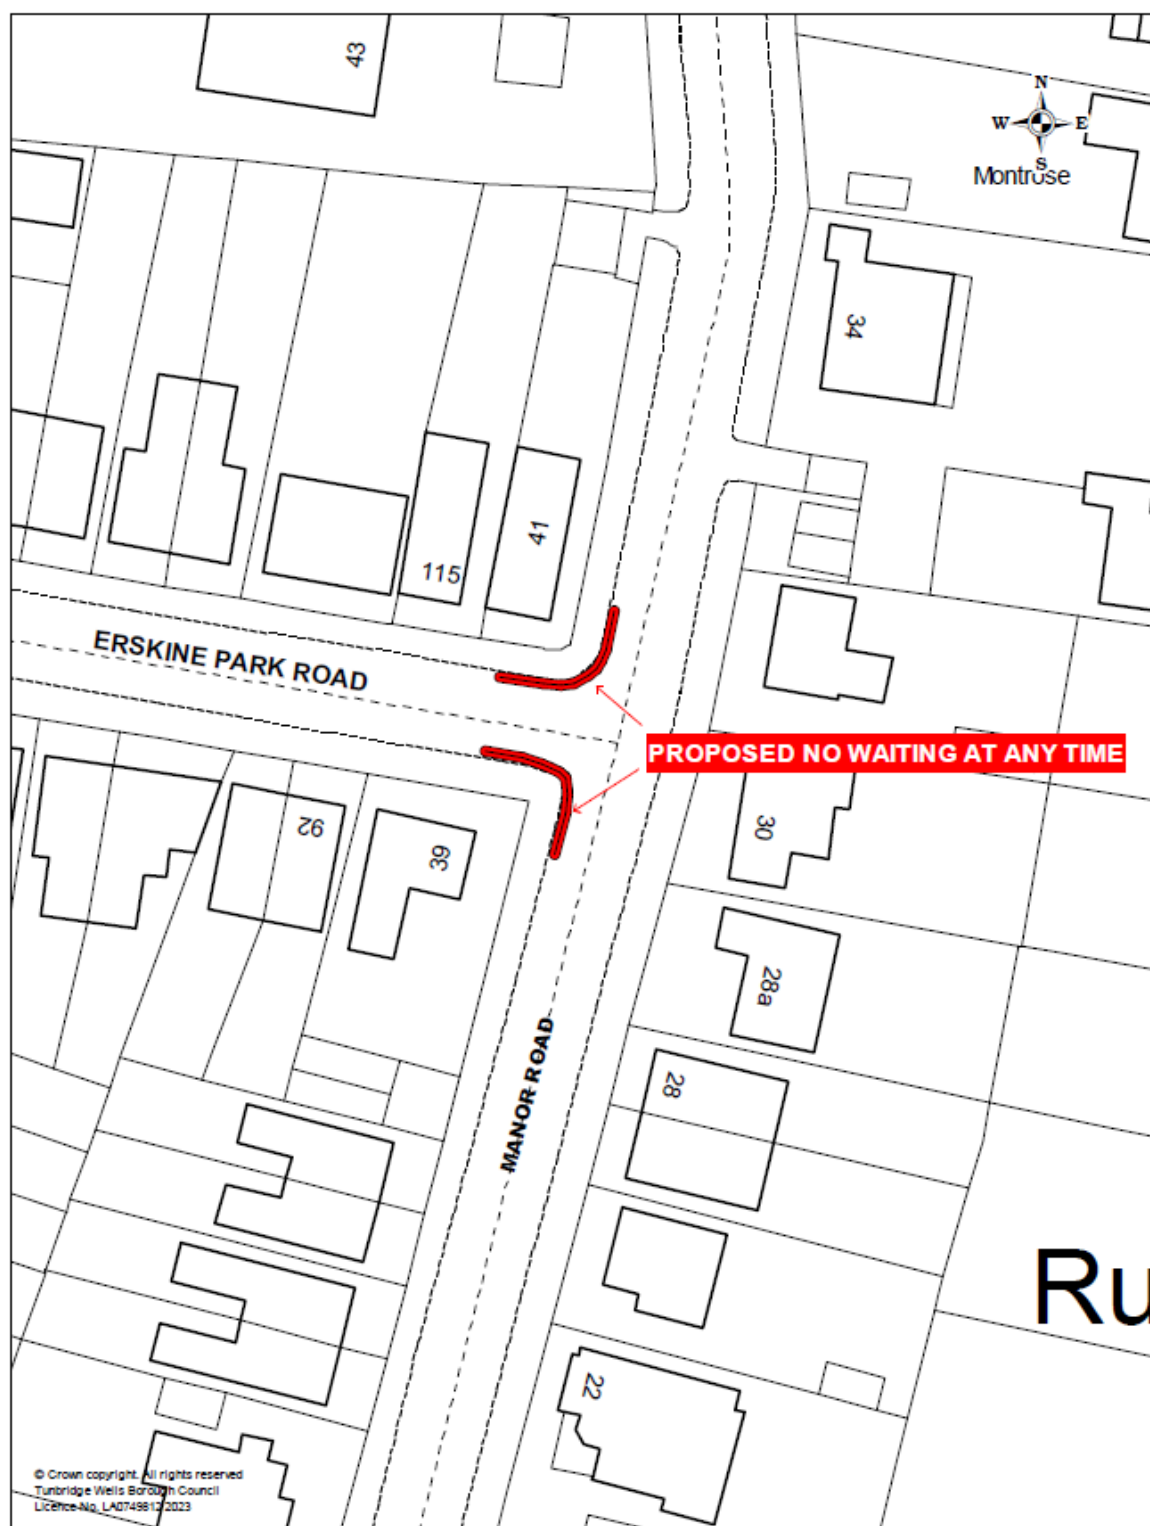 43
N
W E
S
Montrose
34
41
115
ERSKINE PARK ROAD
PROPOSED NO WAITING AT ANY TIME
92
39
30
28a
MANOR ROAD
28
Ru
22
© Crown copyright. All rights reserved
Tunbridge Wells Borough Council
Licence No. LA0749812 2023